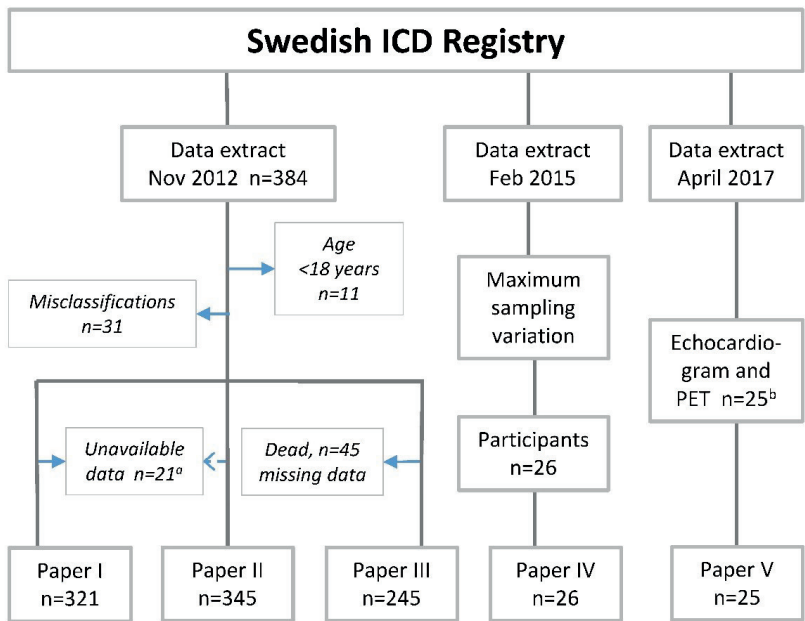 Swedish ICD Registry
Data extract
Nov 2012 n=384
Data extract
Feb 2015
Data extract
April 2017
Age
<18 years
n=11
Misclassifications
n=31
Maximum
sampling
variation
Echocardio-
gram and
PET n=25ᵇ
Unavailable
data n=21ᵃ
Dead, n=45
missing data
Participants
n=26
Paper I
n=321
Paper II
n=345
Paper III
n=245
Paper IV
n=26
Paper V
n=25